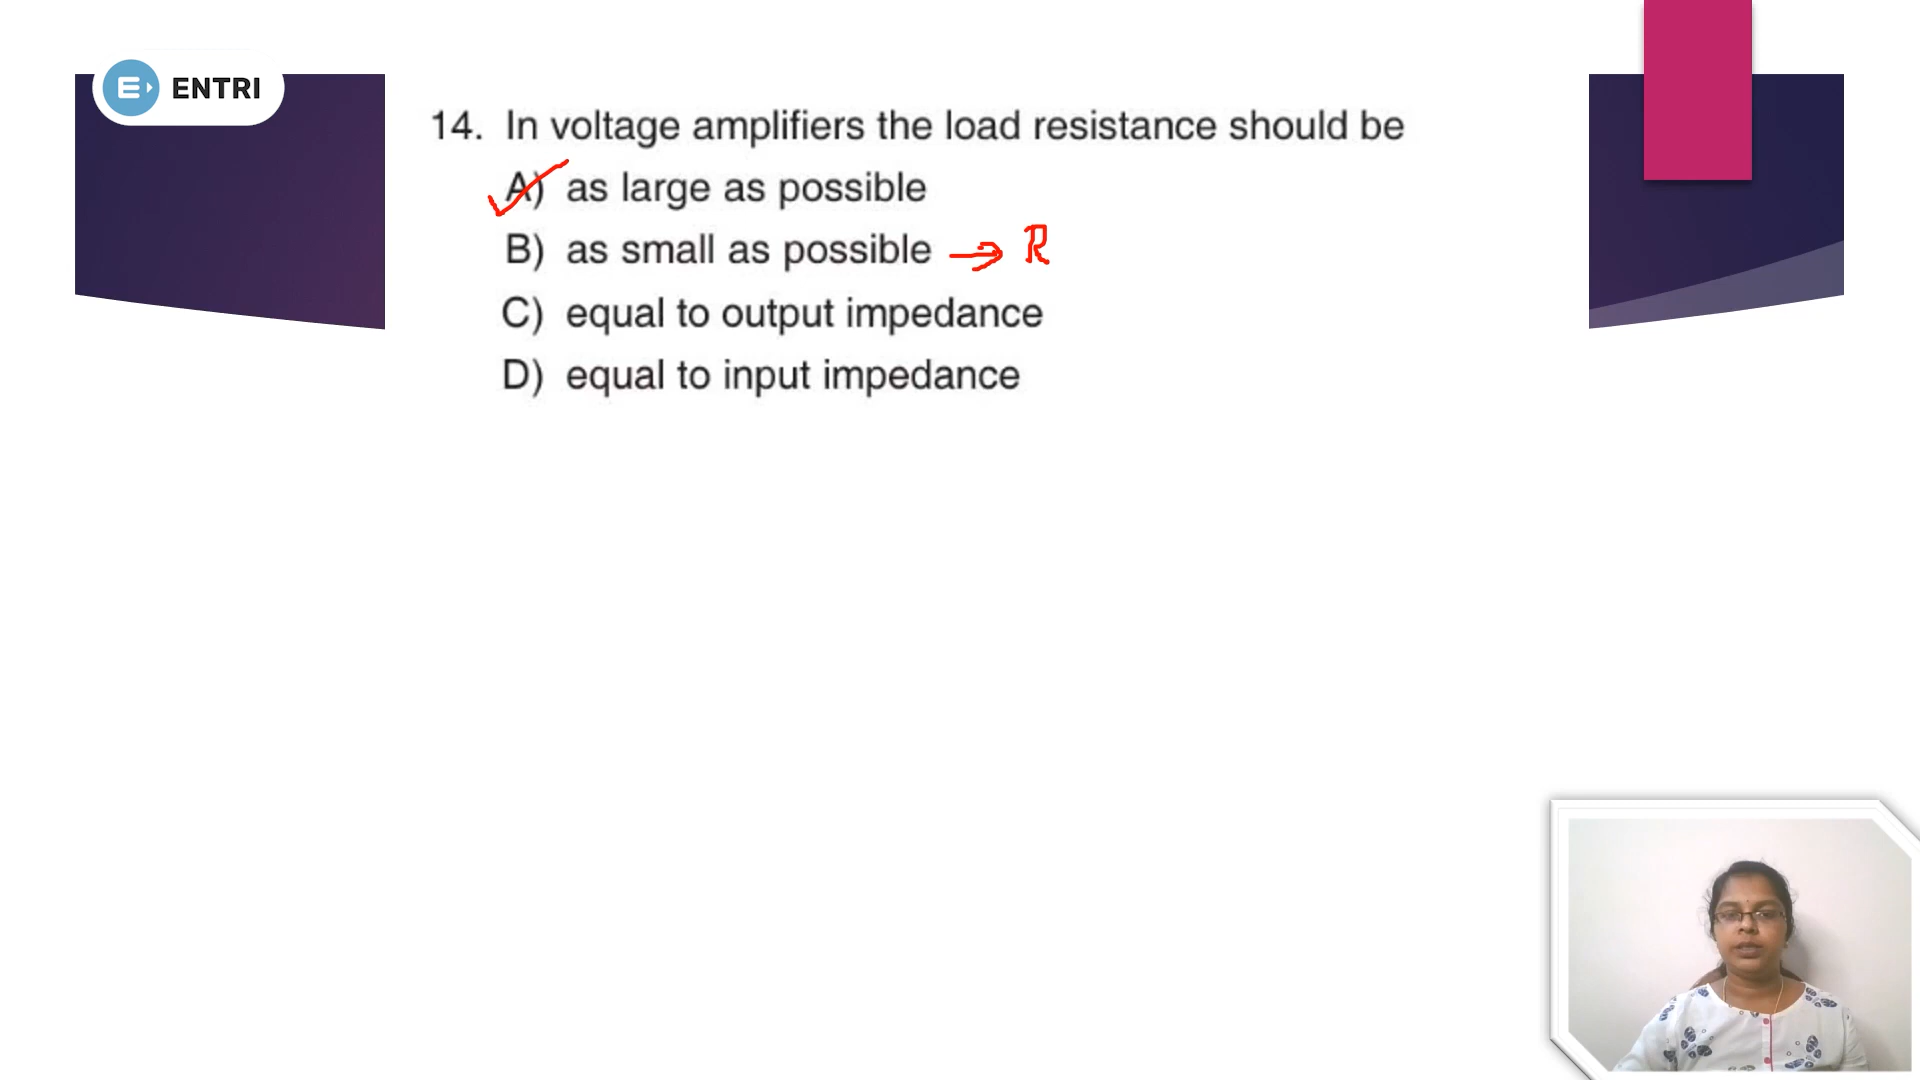 ENTRI
14. In voltage amplifiers the load resistance should be
A) as large as possible
B) as small as possible → R
C) equal to output impedance
D) equal to input impedance